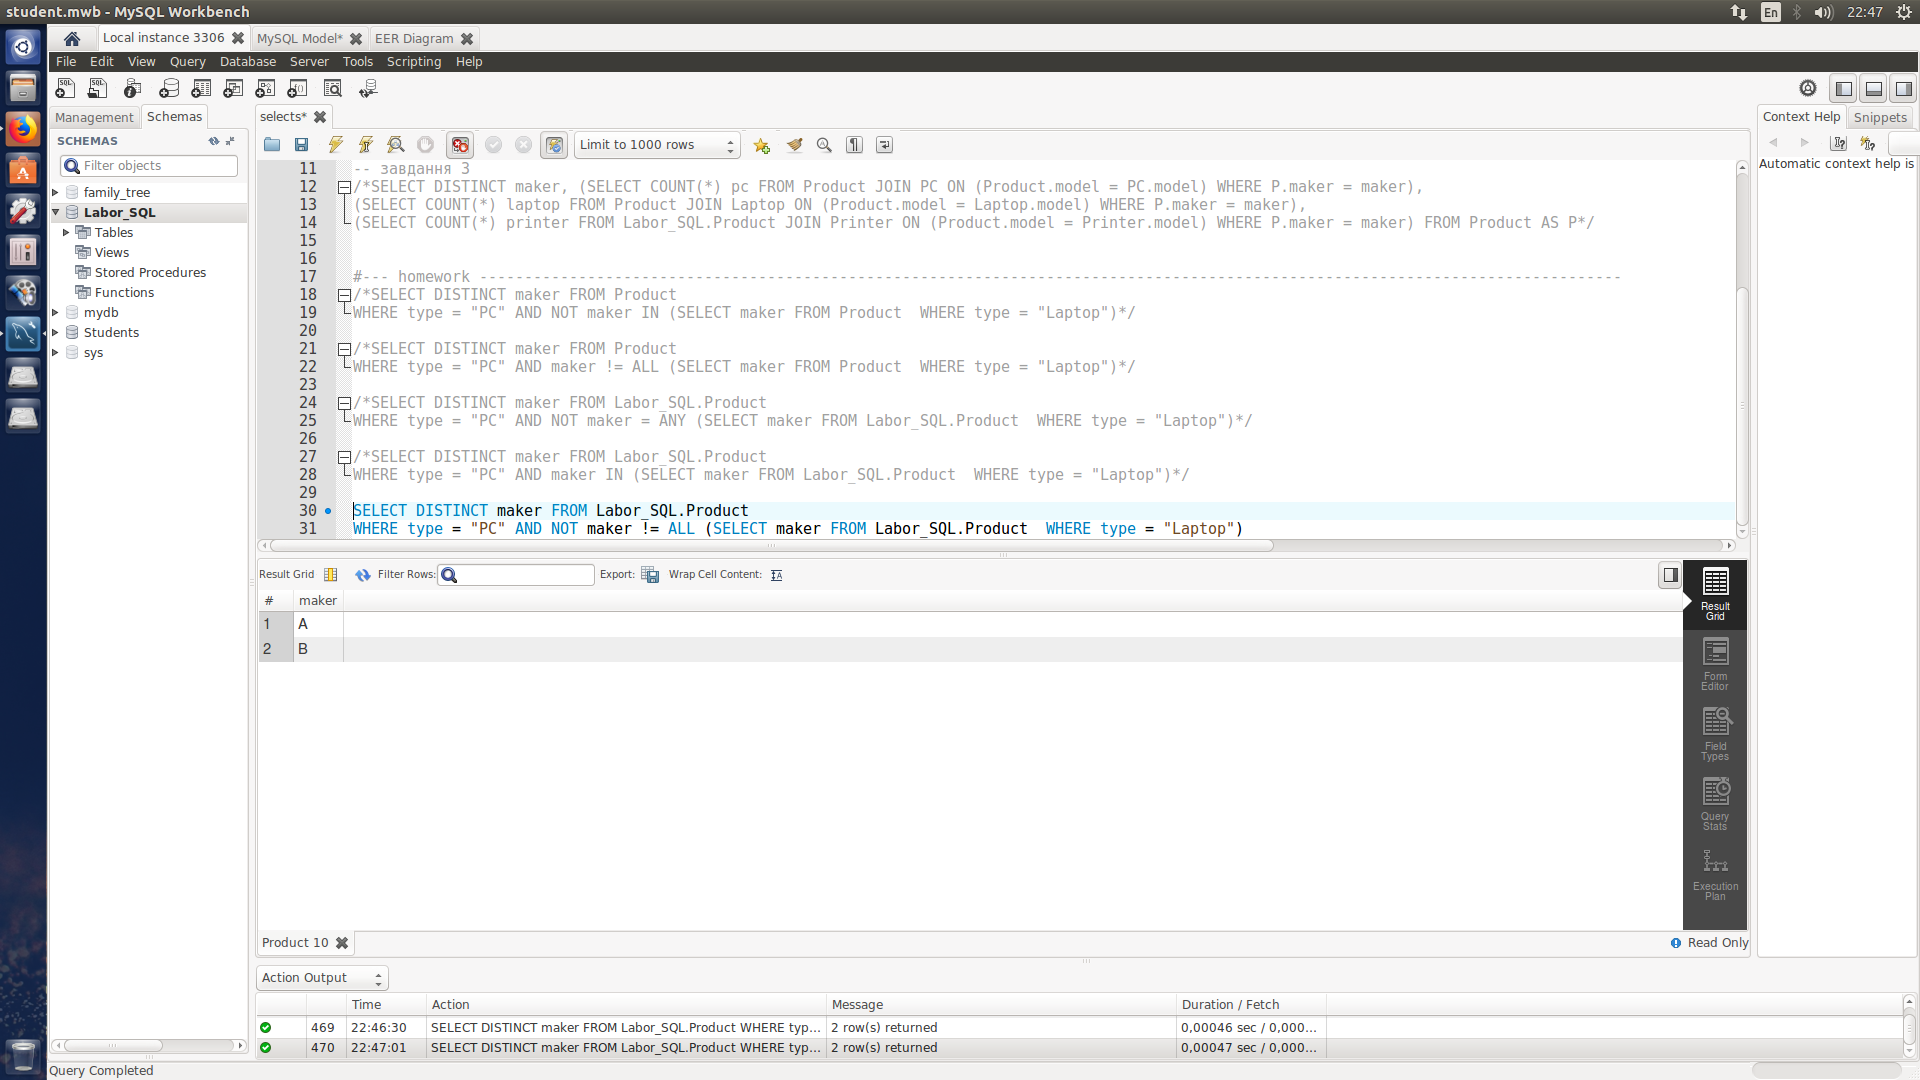 student.mwb - MySQL Workbench
En
22:47
Local instance 3306
MySQL Model*
EER Diagram
File Edit View Query Database Server Tools Scripting Help
Management
Schemas
SCHEMAS
Filter objects
family_tree
Labor_SQL
Tables
Views
Stored Procedures
Functions
mydb
Students
sys
selects*
Limit to 1000 rows
11 -- завдання 3
12 /*SELECT DISTINCT maker, (SELECT COUNT(*) pc FROM Product JOIN PC ON (Product.model = PC.model) WHERE P.maker = maker),
13 (SELECT COUNT(*) laptop FROM Product JOIN Laptop ON (Product.model = Laptop.model) WHERE P.maker = maker),
14 (SELECT COUNT(*) printer FROM Labor_SQL.Product JOIN Printer ON (Product.model = Printer.model) WHERE P.maker = maker) FROM Product AS P*/
15
16
17 #--- homework -------------------------------------------------------------------------------------------------------------------------------
18 /*SELECT DISTINCT maker FROM Product
19 WHERE type = "PC" AND NOT maker IN (SELECT maker FROM Product  WHERE type = "Laptop")*/
20
21 /*SELECT DISTINCT maker FROM Product
22 WHERE type = "PC" AND maker != ALL (SELECT maker FROM Product  WHERE type = "Laptop")*/
23
24 /*SELECT DISTINCT maker FROM Labor_SQL.Product
25 WHERE type = "PC" AND NOT maker = ANY (SELECT maker FROM Labor_SQL.Product  WHERE type = "Laptop")*/
26
27 /*SELECT DISTINCT maker FROM Labor_SQL.Product
28 WHERE type = "PC" AND maker IN (SELECT maker FROM Labor_SQL.Product  WHERE type = "Laptop")*/
29
30 SELECT DISTINCT maker FROM Labor_SQL.Product
31 WHERE type = "PC" AND NOT maker != ALL (SELECT maker FROM Labor_SQL.Product  WHERE type = "Laptop")
Result Grid
Filter Rows:
Export:
Wrap Cell Content:
# maker
1 A
2 B
Result
Grid
Form
Editor
Field
Types
Query
Stats
Execution
Plan
Product 10
Read Only
Context Help
Snippets
Automatic context help is
Action Output
Time Action Message Duration / Fetch
469 22:46:30 SELECT DISTINCT maker FROM Labor_SQL.Product WHERE typ... 2 row(s) returned 0,00046 sec / 0,000...
470 22:47:01 SELECT DISTINCT maker FROM Labor_SQL.Product WHERE typ... 2 row(s) returned 0,00047 sec / 0,000...
Query Completed